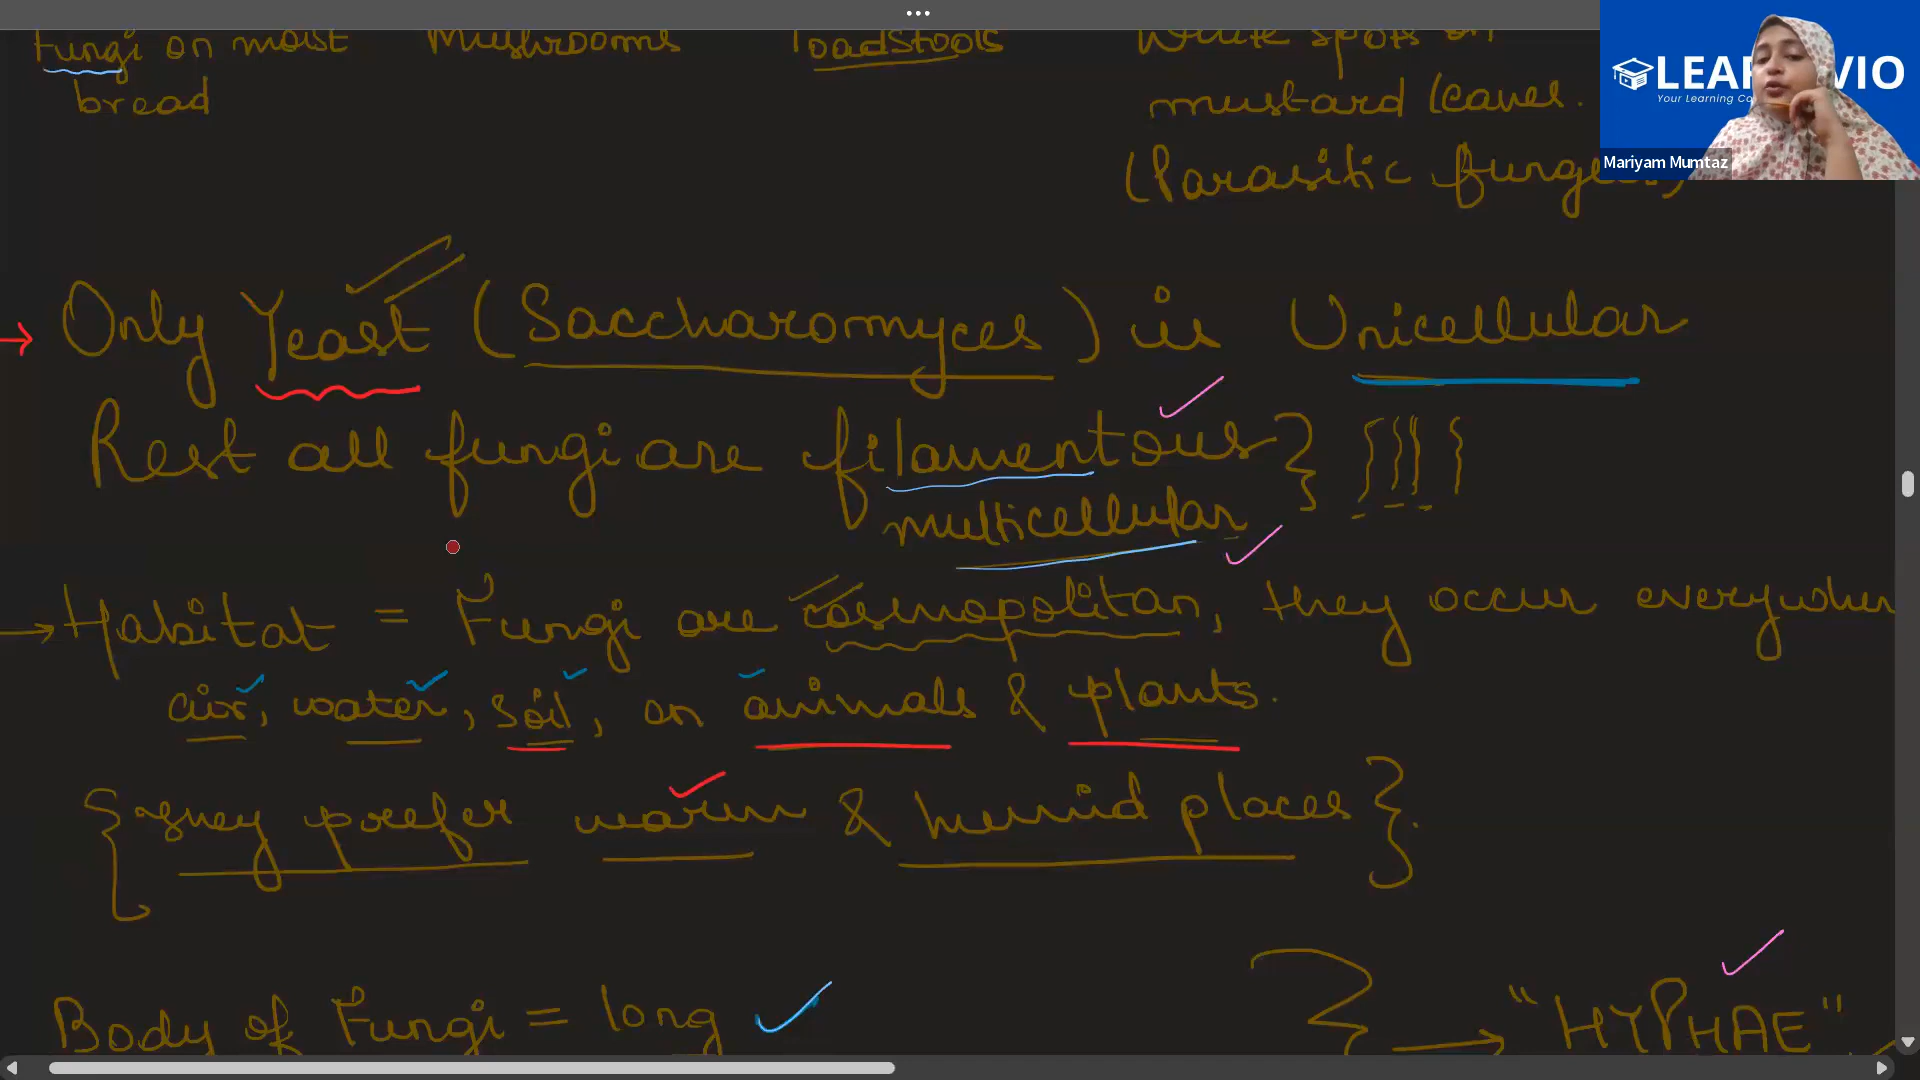 •••
Fungi on moist Mushrooms Toadstools White spots on
bread mustard leaves.
(Parasitic fungus)
LEARNVIO
Your Learning
Mariyam Mumtaz
→ Only Yeast (Saccharomyces) is Unicellular
Rest all fungi are filamentous
multicellular
→ Habitat = Fungi are cosmopolitan, they occur everywher
air, water, soil, on animals & plants.
{ They prefer warm & humid places }.
Body of Fungi = long → "HYPHAE"